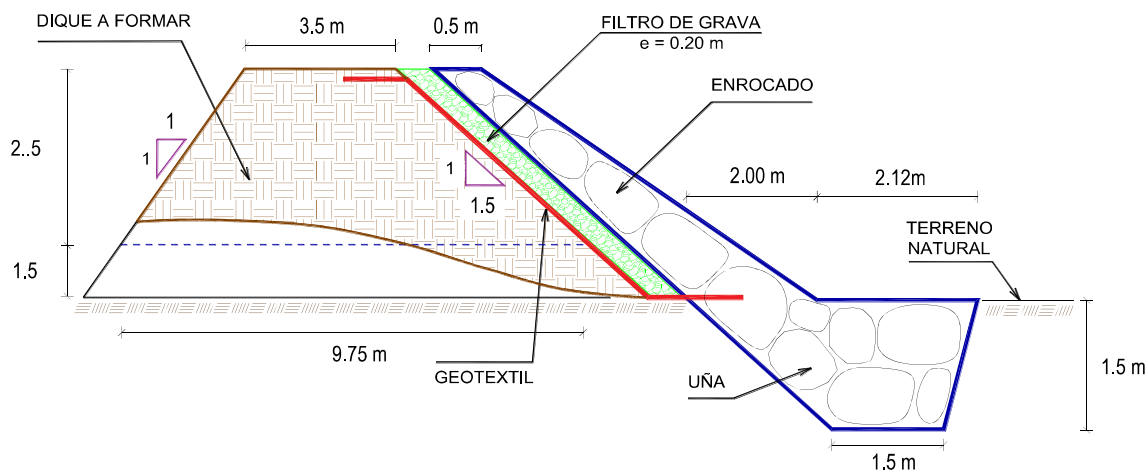 DIQUE A FORMAR
3.5 m
0.5 m
FILTRO DE GRAVA
e = 0.20 m
ENROCADO
1
1
2..5
1
1.5
2.00 m
2.12m
TERRENO
NATURAL
1.5
9.75 m
GEOTEXTIL
UÑA
1.5 m
1.5 m